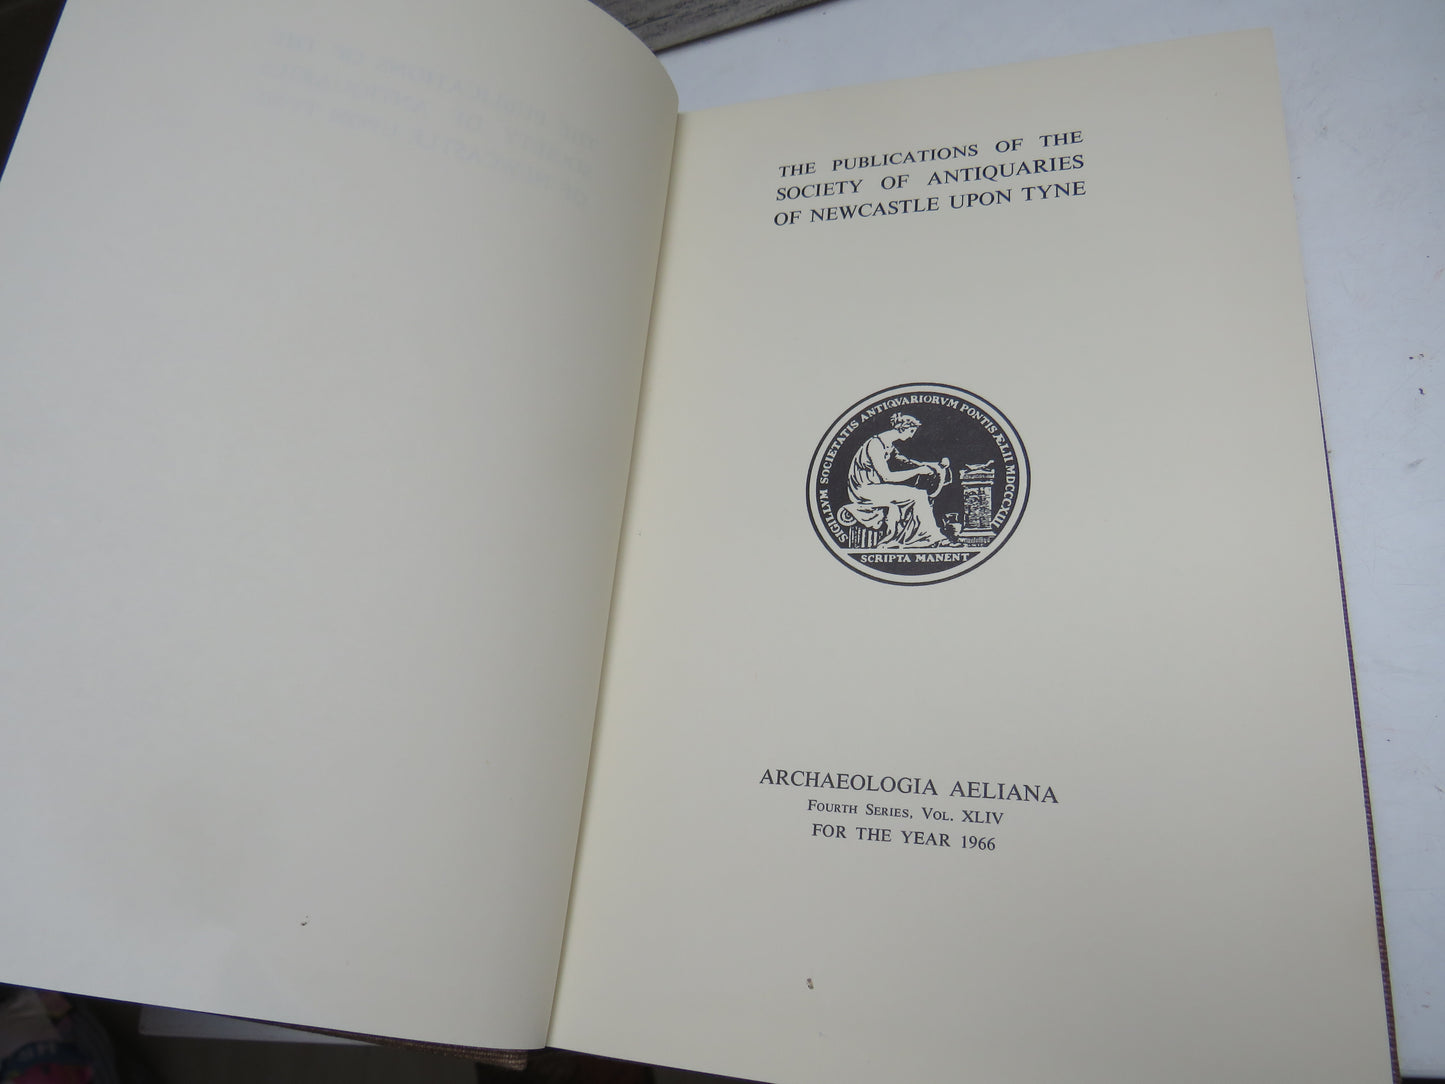 THE PUBLICATIONS OF THE
SOCIETY OF ANTIQUARIES
OF NEWCASTLE UPON TYNE
SIGILLVM SOCIETATIS ANTIQVARIORVM PONTIS ÆLII MDCCCXIII
SCRIPTA MANENT
ARCHAEOLOGIA AELIANA
FOURTH SERIES, VOL. XLIV
FOR THE YEAR 1966